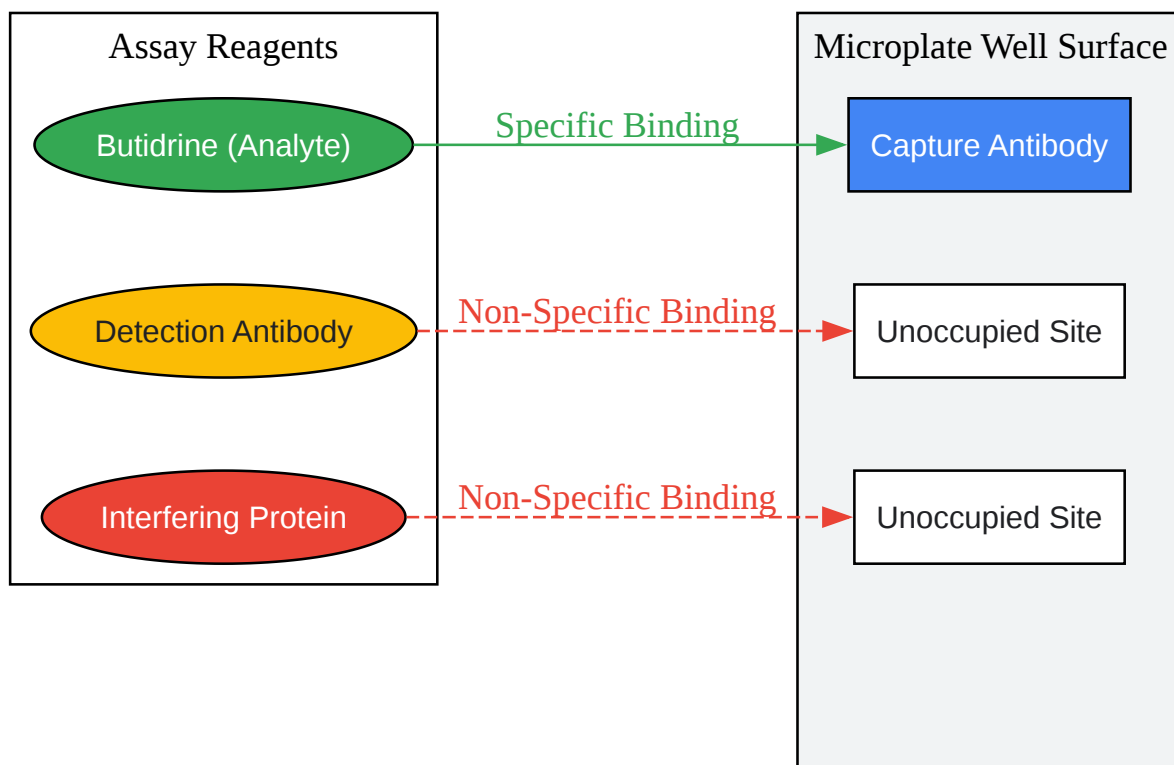 Assay Reagents
Microplate Well Surface
Butidrine (Analyte)
Specific Binding
Capture Antibody
Detection Antibody
Non-Specific Binding
Unoccupied Site
Interfering Protein
Non-Specific Binding
Unoccupied Site